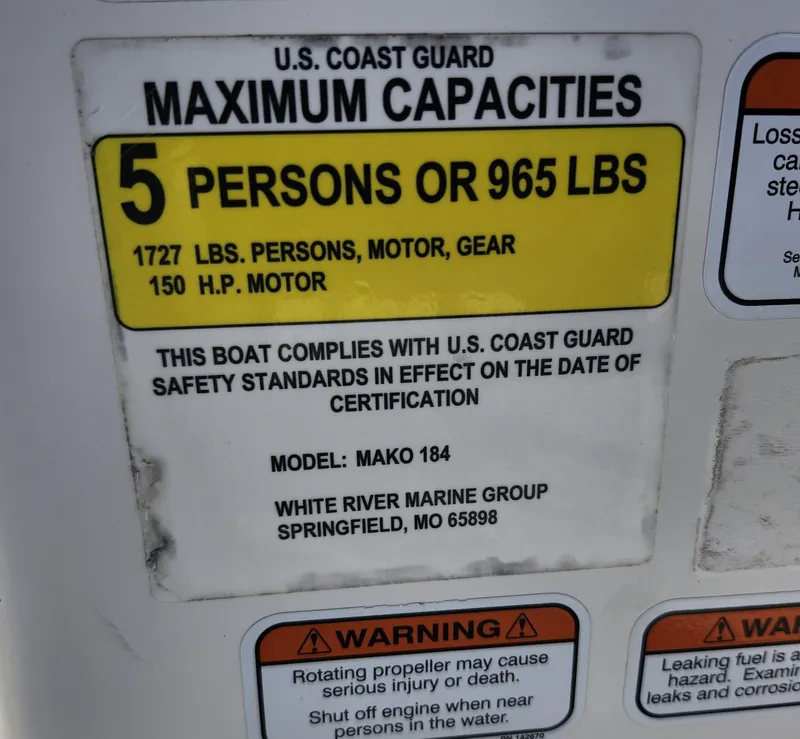 U.S. COAST GUARD
MAXIMUM CAPACITIES
5 PERSONS OR 965 LBS
1727 LBS. PERSONS, MOTOR, GEAR
150 H.P. MOTOR
THIS BOAT COMPLIES WITH U.S. COAST GUARD
SAFETY STANDARDS IN EFFECT ON THE DATE OF
CERTIFICATION
MODEL: MAKO 184
WHITE RIVER MARINE GROUP
SPRINGFIELD, MO 65898
WARNING
Rotating propeller may cause
serious injury or death.
Shut off engine when near
persons in the water.
Leaking fuel is a
hazard.
leaks and
Loss